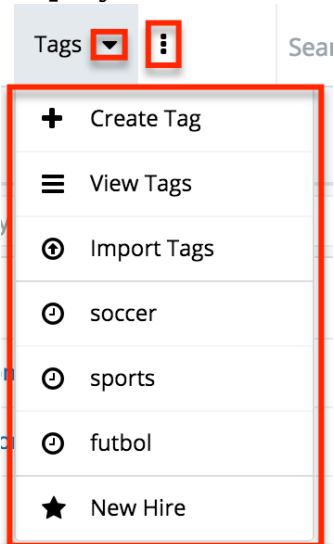 Tags
Sear
Create Tag
View Tags
Import Tags
soccer
sports
futbol
New Hire